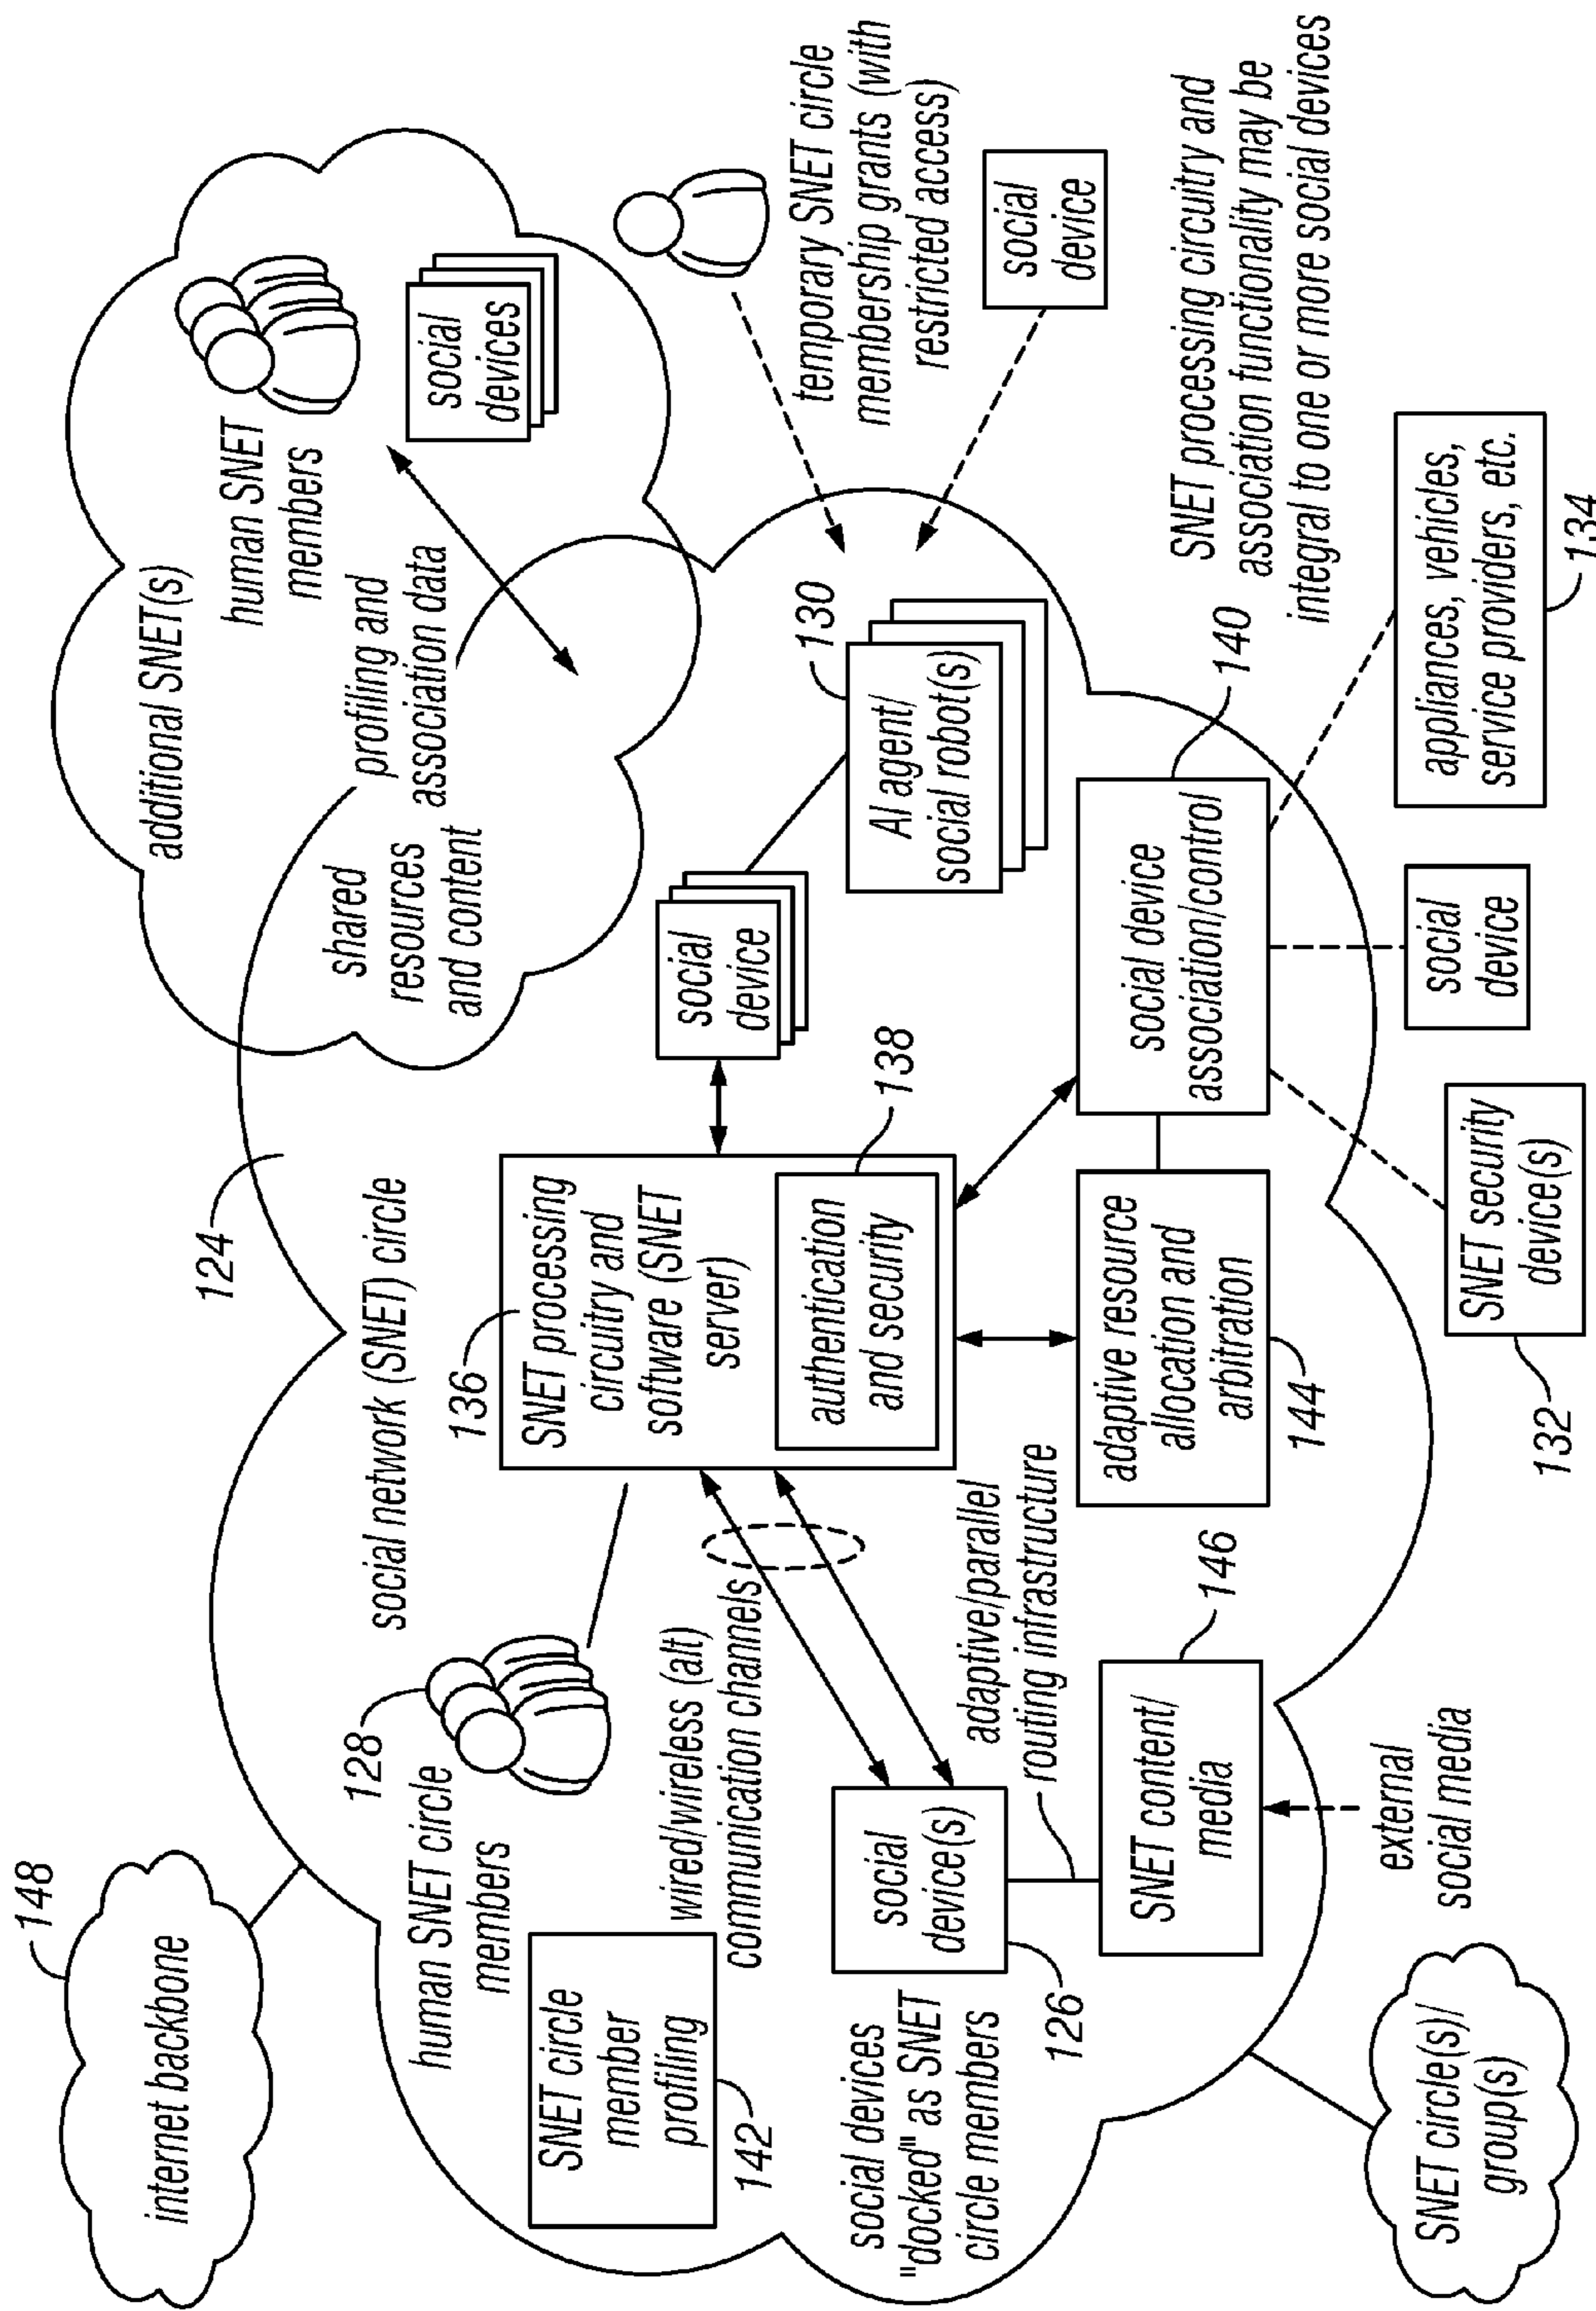 148
internet backbone
124
additional SNET(s)
human SNET
members
social
devices
profiling and
association data
shared
resources
and content
social network (SNET) circle
128
human SNET circle
members
SNET circle
member
profiling
142
136
SNET processing
circuitry and
software (SNET
server)
authentication
and security
138
social
device
130
AI agent/
social robot(s)
temporary SNET circle
membership grants (with
restricted access)
social
device
wired/wireless (alt)
communication channels
social devices
"docked" as SNET
circle members
social
device(s)
126
adaptive/parallel
routing infrastructure
SNET content/
media
146
external
social media
adaptive resource
allocation and
arbitration
144
social device
association/control
140
SNET processing circuitry and
association functionality may be
integral to one or more social devices
SNET circle(s)/
group(s)
SNET security
device(s)
132
social
device
appliances, vehicles,
service providers, etc.
134